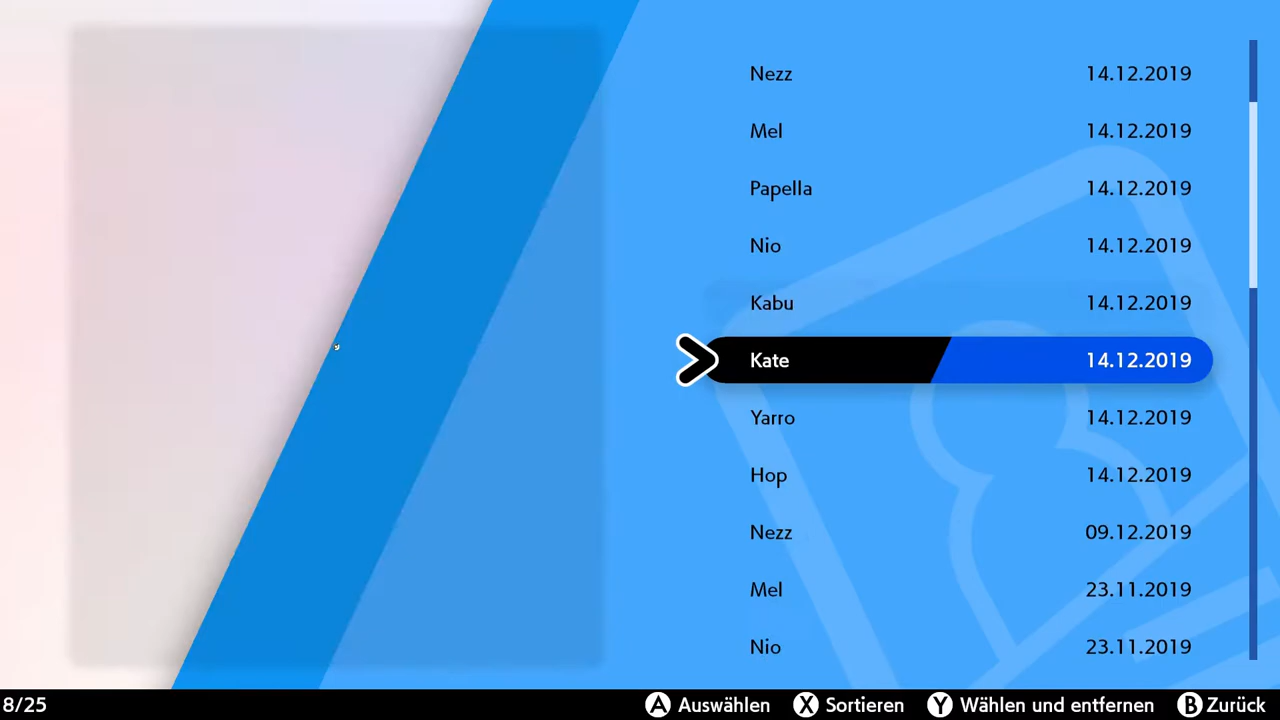 Nezz 14.12.2019
Mel 14.12.2019
Papella 14.12.2019
Nio 14.12.2019
Kabu 14.12.2019
Kate 14.12.2019
Yarro 14.12.2019
Hop 14.12.2019
Nezz 09.12.2019
Mel 23.11.2019
Nio 23.11.2019
8/25 A Auswählen X Sortieren Y Wählen und entfernen B Zurück